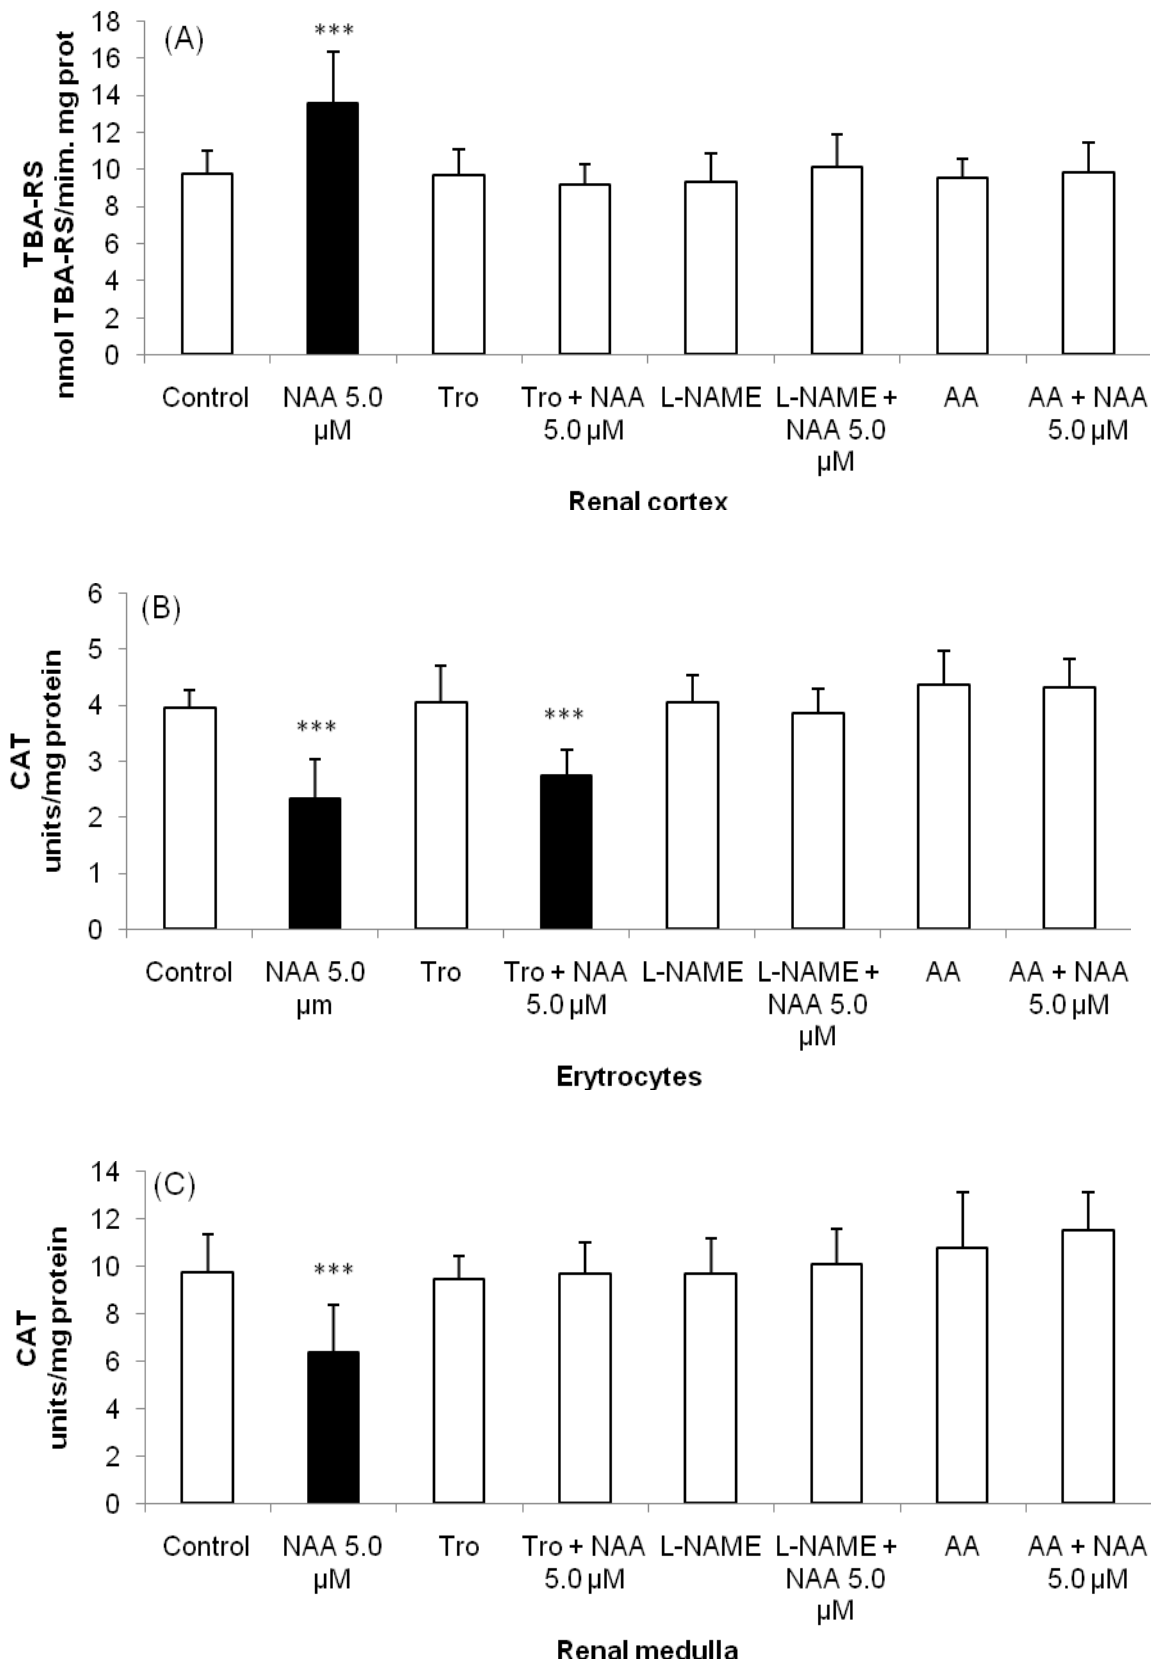 (A)
TBA-RS
nmol TBA-RS/mim. mg prot
18
16
14
12
10
8
6
4
2
0
***
Control
NAA 5.0
µM
Tro
Tro + NAA
5.0 µM
L-NAME
L-NAME +
NAA 5.0
µM
AA
AA + NAA
5.0 µM
Renal cortex
(B)
CAT
units/mg protein
6
5
4
3
2
1
0
***
***
Control
NAA 5.0
µm
Tro
Tro + NAA
5.0 µM
L-NAME
L-NAME +
NAA 5.0
µM
AA
AA + NAA
5.0 µM
Erytrocytes
(C)
CAT
units/mg protein
14
12
10
8
6
4
2
0
***
Control
NAA 5.0
µM
Tro
Tro + NAA
5.0 µM
L-NAME
L-NAME +
NAA 5.0
µM
AA
AA + NAA
5.0 µM
Renal medulla